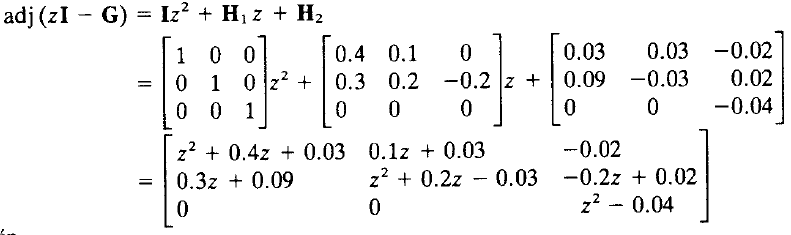 adj (zI − G) = Iz² + H₁ z + H₂
= [1 0 0; 0 1 0; 0 0 1] z² + [0.4 0.1 0; 0.3 0.2 −0.2; 0 0 0] z + [0.03 0.03 −0.02; 0.09 −0.03 0.02; 0 0 −0.04]
= [z² + 0.4z + 0.03 0.1z + 0.03 −0.02; 0.3z + 0.09 z² + 0.2z − 0.03 −0.2z + 0.02; 0 0 z² − 0.04]